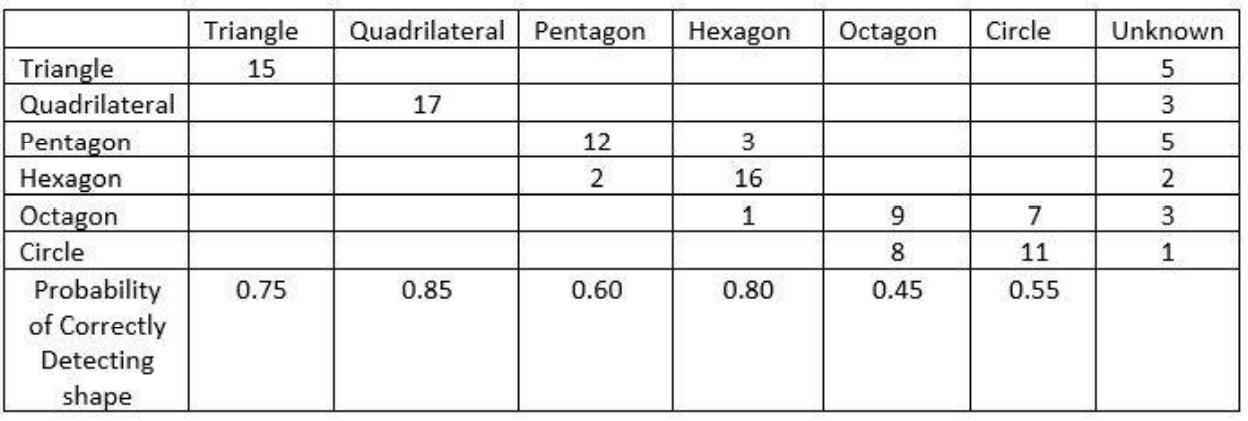 Triangle Quadrilateral Pentagon Hexagon Octagon Circle Unknown
Triangle 15 5
Quadrilateral 17 3
Pentagon 12 3 5
Hexagon 2 16 2
Octagon 1 9 7 3
Circle 8 11 1
Probability 0.75 0.85 0.60 0.80 0.45 0.55
of Correctly
Detecting
shape